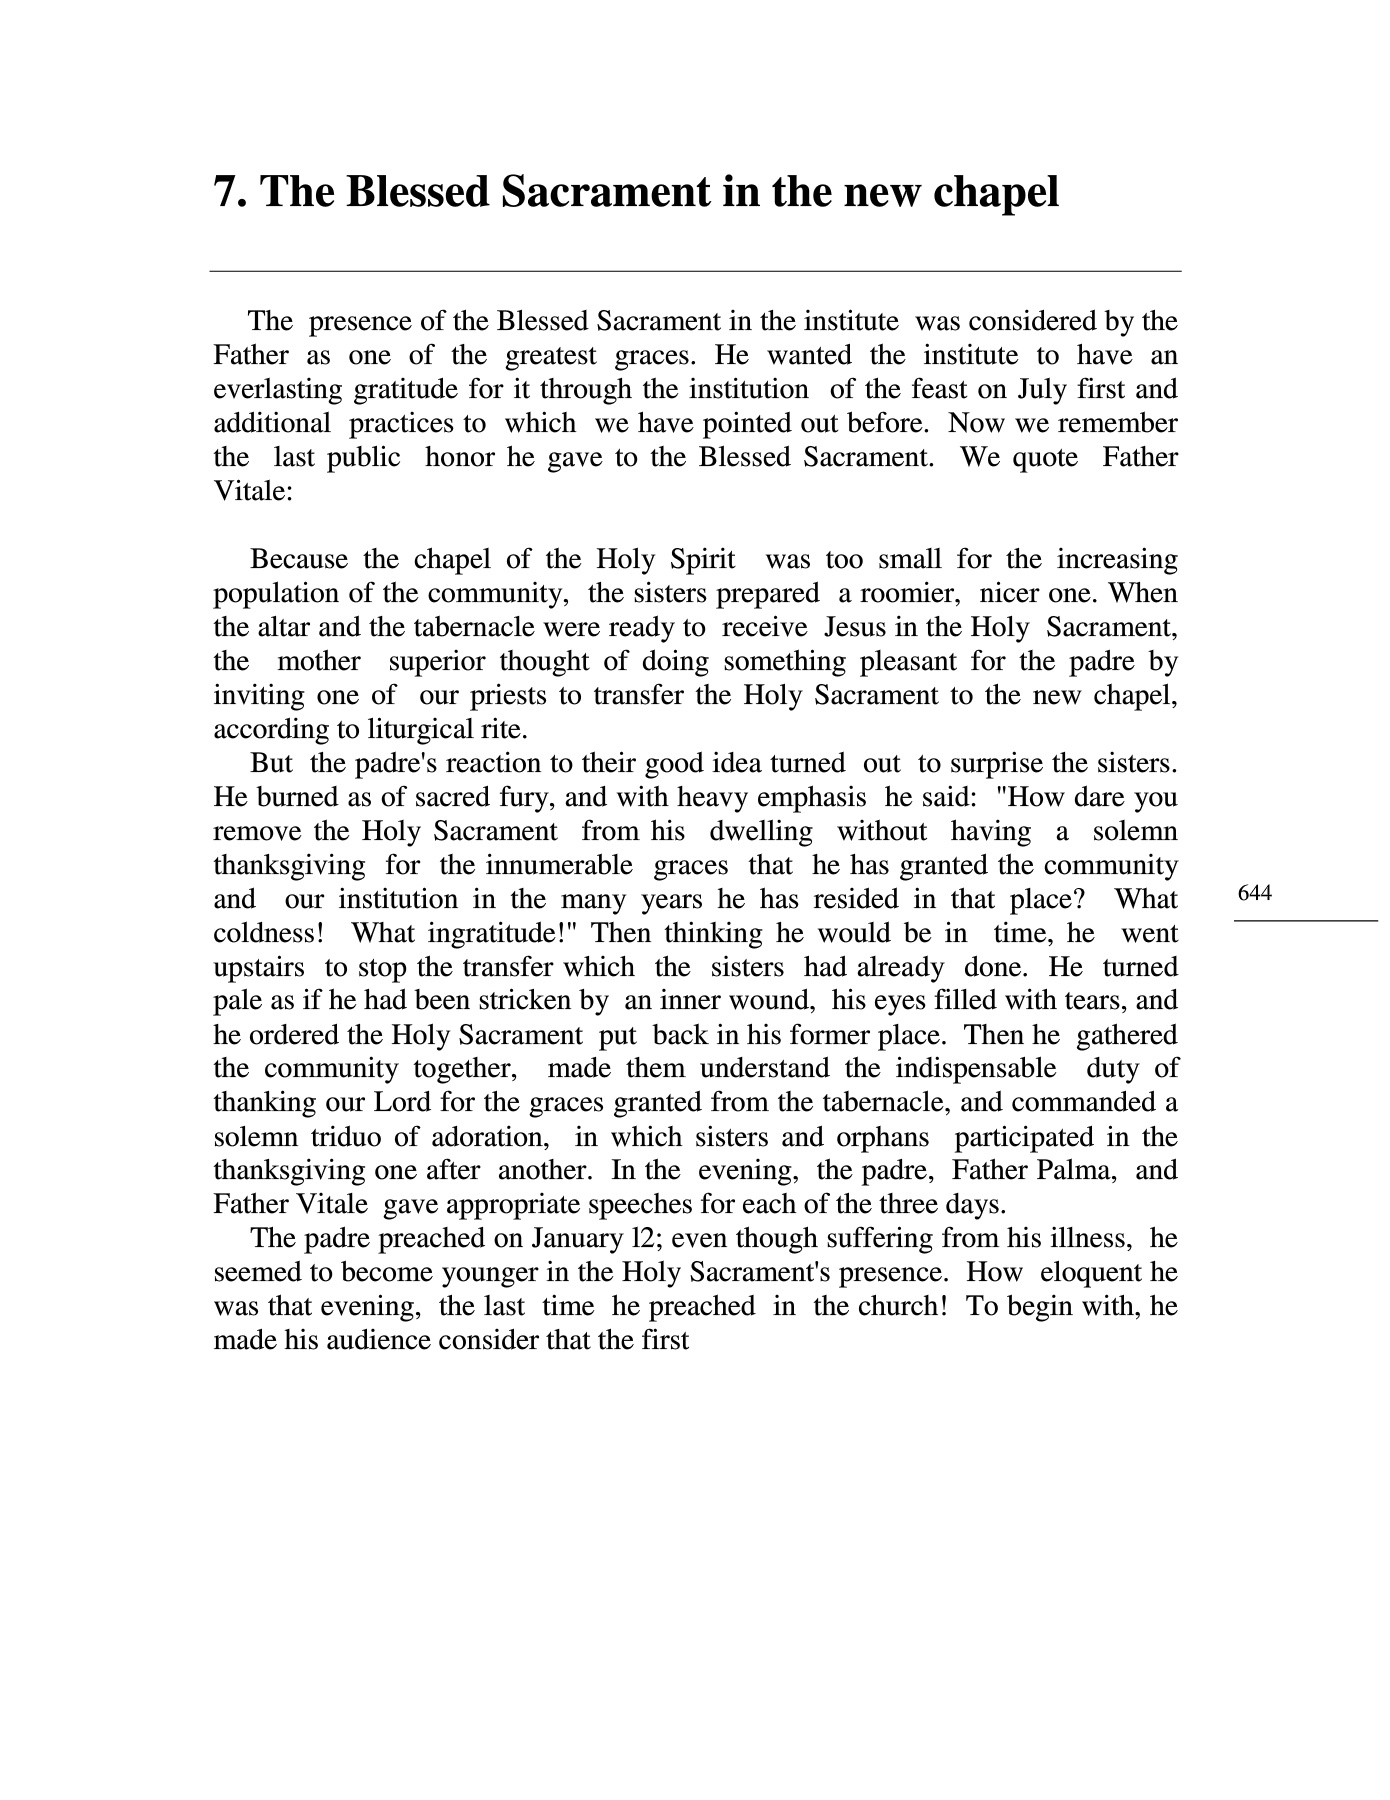 7. The Blessed Sacrament in the new chapel
The presence of the Blessed Sacrament in the institute was considered by the
Father as one of the greatest graces. He wanted the institute to have an
everlasting gratitude for it through the institution of the feast on July first and
additional practices to which we have pointed out before. Now we remember
the last public honor he gave to the Blessed Sacrament. We quote Father
Vitale:
Because the chapel of the Holy Spirit was too small for the increasing
population of the community, the sisters prepared a roomier, nicer one. When
the altar and the tabernacle were ready to receive Jesus in the Holy Sacrament,
the mother superior thought of doing something pleasant for the padre by
inviting one of our priests to transfer the Holy Sacrament to the new chapel,
according to liturgical rite.
But the padre's reaction to their good idea turned out to surprise the sisters.
He burned as of sacred fury, and with heavy emphasis he said: "How dare you
remove the Holy Sacrament from his dwelling without having a solemn
thanksgiving for the innumerable graces that he has granted the community
and our institution in the many years he has resided in that place? What
coldness! What ingratitude!" Then thinking he would be in time, he went
upstairs to stop the transfer which the sisters had already done. He turned
pale as if he had been stricken by an inner wound, his eyes filled with tears, and
he ordered the Holy Sacrament put back in his former place. Then he gathered
the community together, made them understand the indispensable duty of
thanking our Lord for the graces granted from the tabernacle, and commanded a
solemn triduo of adoration, in which sisters and orphans participated in the
thanksgiving one after another. In the evening, the padre, Father Palma, and
Father Vitale gave appropriate speeches for each of the three days.
The padre preached on January l2; even though suffering from his illness, he
seemed to become younger in the Holy Sacrament's presence. How eloquent he
was that evening, the last time he preached in the church! To begin with, he
made his audience consider that the first
644